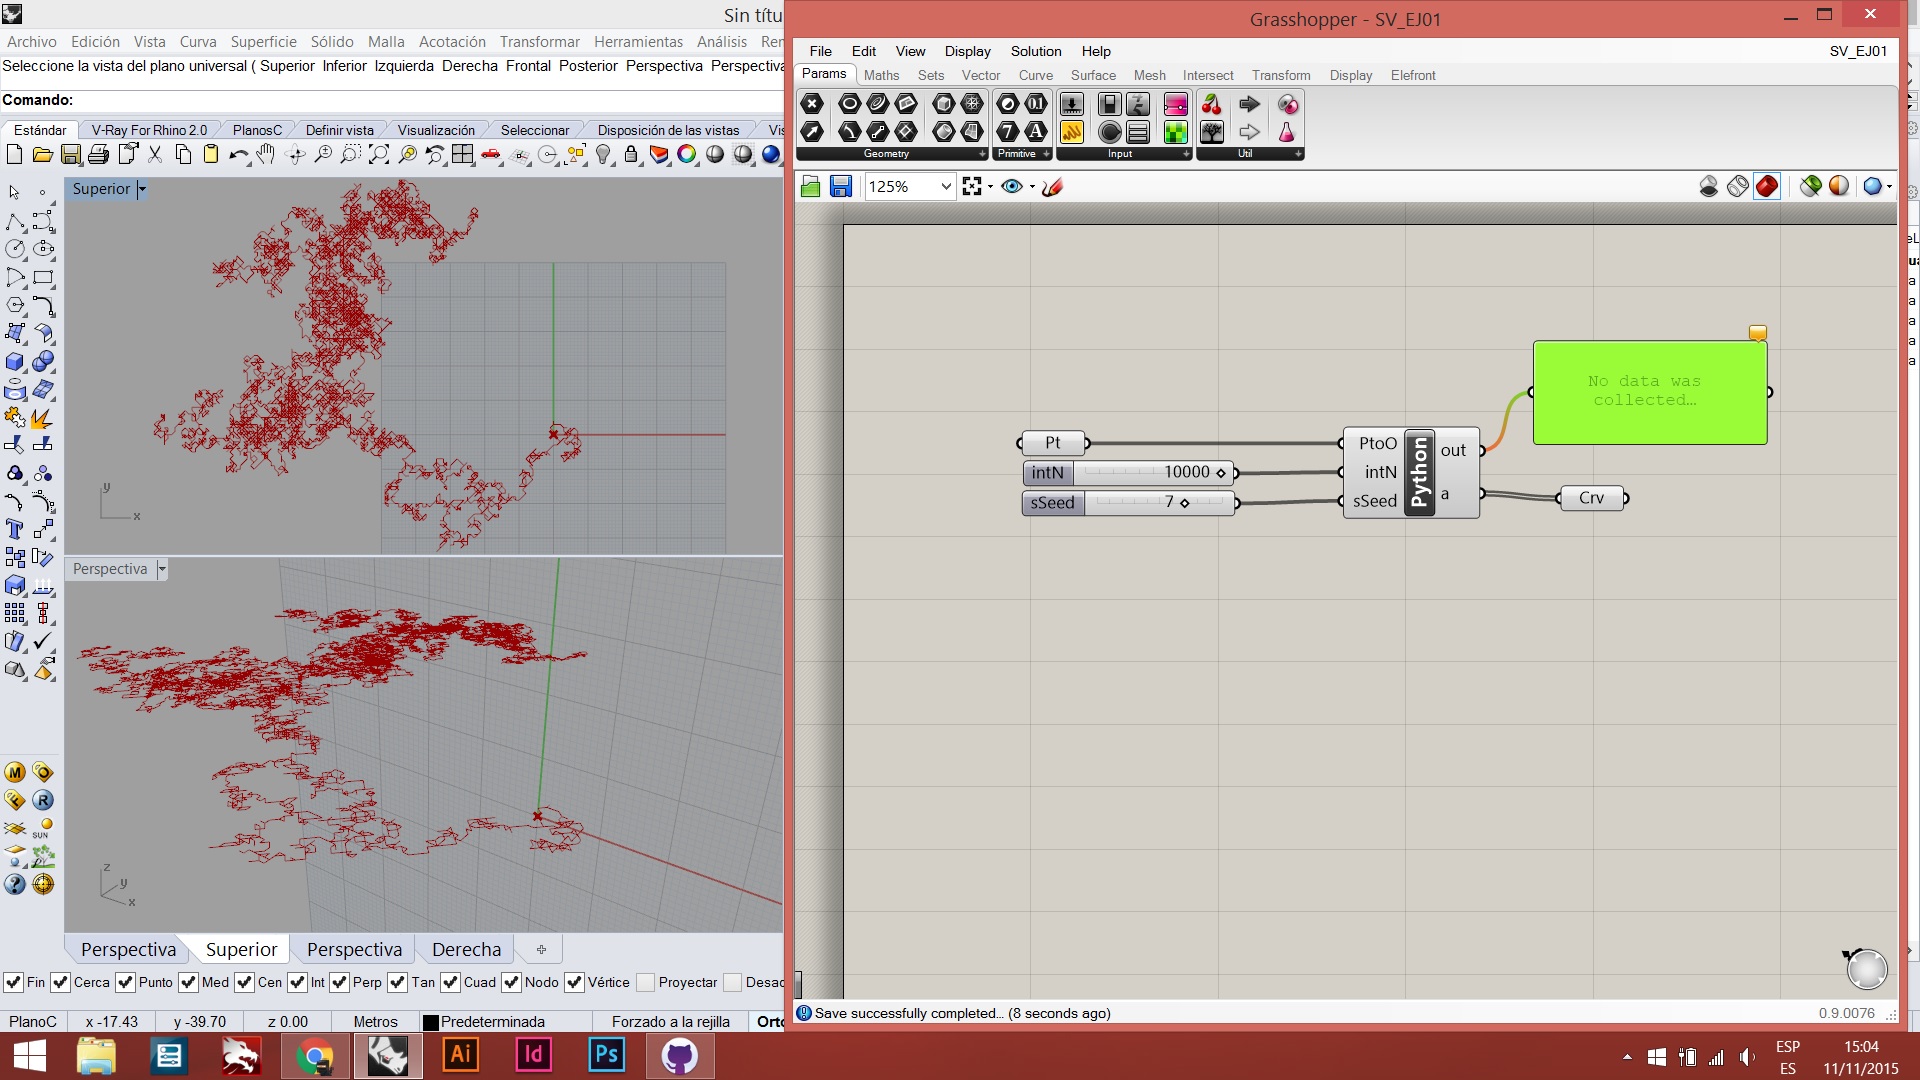 Sin títu
Archivo Edición Vista Curva Superficie Sólido Malla Acotación Transformar Herramientas Análisis Ren
Seleccione la vista del plano universal ( Superior Inferior Izquierda Derecha Frontal Posterior Perspectiva Perspectiva
Comando:
Estándar V-Ray For Rhino 2.0 PlanosC Definir vista Visualización Seleccionar Disposición de las vistas Vis
Superior
y
x
Perspectiva
z
y
x
M
R
SUN
Perspectiva Superior Perspectiva Derecha
Fin Cerca Punto Med Cen Int Perp Tan Cuad Nodo Vértice Proyectar Desac
PlanoC x -17.43 y -39.70 z 0.00 Metros Predeterminada Forzado a la rejilla Orto
Grasshopper - SV_EJ01
File Edit View Display Solution Help SV_EJ01
Params Maths Sets Vector Curve Surface Mesh Intersect Transform Display Elefront
Geometry Primitive Input Util
125%
No data was
collected…
Pt
intN 10000
sSeed 7
PtoO
intN
sSeed
Python
out
a
Crv
Save successfully completed... (8 seconds ago) 0.9.0076
Ai Id Ps
ESP
ES
15:04
11/11/2015